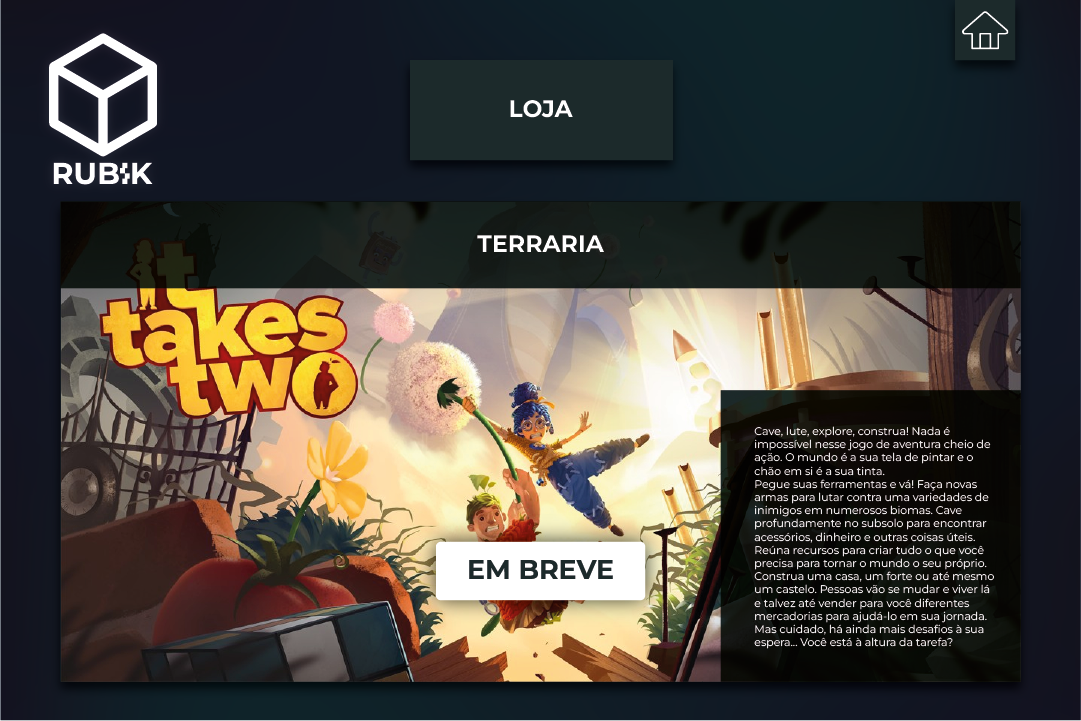 LOJA
RUBIK
TERRARIA
it
takes
two
Cave, lute, explore, construa! Nada é
impossível nesse jogo de aventura cheio de
ação. O mundo é a sua tela de pintar e o
chão em si é a sua tinta.
Pegue suas ferramentas e vá! Faça novas
armas para lutar contra uma variedades de
inimigos em numerosos biomas. Cave
profundamente no subsolo para encontrar
acessórios, dinheiro e outras coisas úteis.
Reúna recursos para criar tudo o que você
precisa para tornar o mundo o seu próprio.
Construa uma casa, um forte ou até mesmo
um castelo. Pessoas vão se mudar e viver lá
e talvez até vender para você diferentes
mercadorias para ajudá-lo em sua jornada.
Mas cuidado, há ainda mais desafios à sua
espera... Você está à altura da tarefa?
EM BREVE